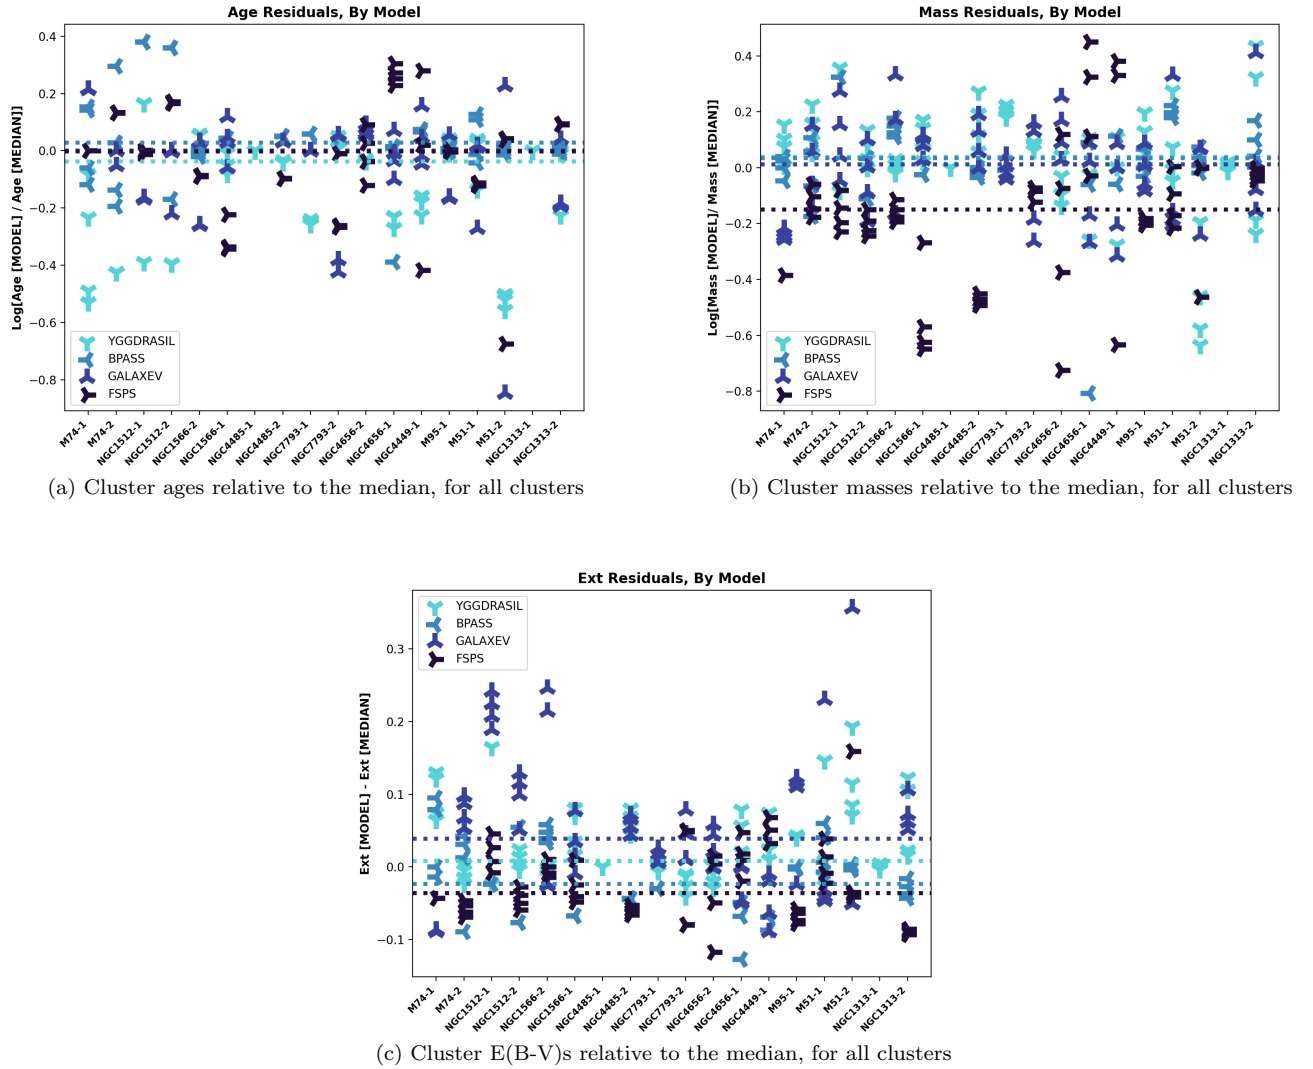 Age Residuals, By Model
Log[Age [MODEL] / Age [MEDIAN]]
0.4
0.2
0.0
−0.2
−0.4
−0.6
−0.8
YGGDRASIL
BPASS
GALAXEV
FSPS
M74-1
M74-2
NGC1512-1
NGC1512-2
NGC1566-2
NGC1566-1
NGC4485-1
NGC4485-2
NGC7793-1
NGC7793-2
NGC4656-2
NGC4656-1
NGC4449-1
M95-1
M51-1
M51-2
NGC1313-1
NGC1313-2
(a) Cluster ages relative to the median, for all clusters
Mass Residuals, By Model
Log[Mass [MODEL]/ Mass [MEDIAN]]
0.4
0.2
0.0
−0.2
−0.4
−0.6
−0.8
YGGDRASIL
BPASS
GALAXEV
FSPS
M74-1
M74-2
NGC1512-1
NGC1512-2
NGC1566-2
NGC1566-1
NGC4485-1
NGC4485-2
NGC7793-1
NGC7793-2
NGC4656-2
NGC4656-1
NGC4449-1
M95-1
M51-1
M51-2
NGC1313-1
NGC1313-2
(b) Cluster masses relative to the median, for all clusters
Ext Residuals, By Model
Ext [MODEL] - Ext [MEDIAN]
0.3
0.2
0.1
0.0
−0.1
YGGDRASIL
BPASS
GALAXEV
FSPS
M74-1
M74-2
NGC1512-1
NGC1512-2
NGC1566-2
NGC1566-1
NGC4485-1
NGC4485-2
NGC7793-1
NGC7793-2
NGC4656-2
NGC4656-1
NGC4449-1
M95-1
M51-1
M51-2
NGC1313-1
NGC1313-2
(c) Cluster E(B-V)s relative to the median, for all clusters